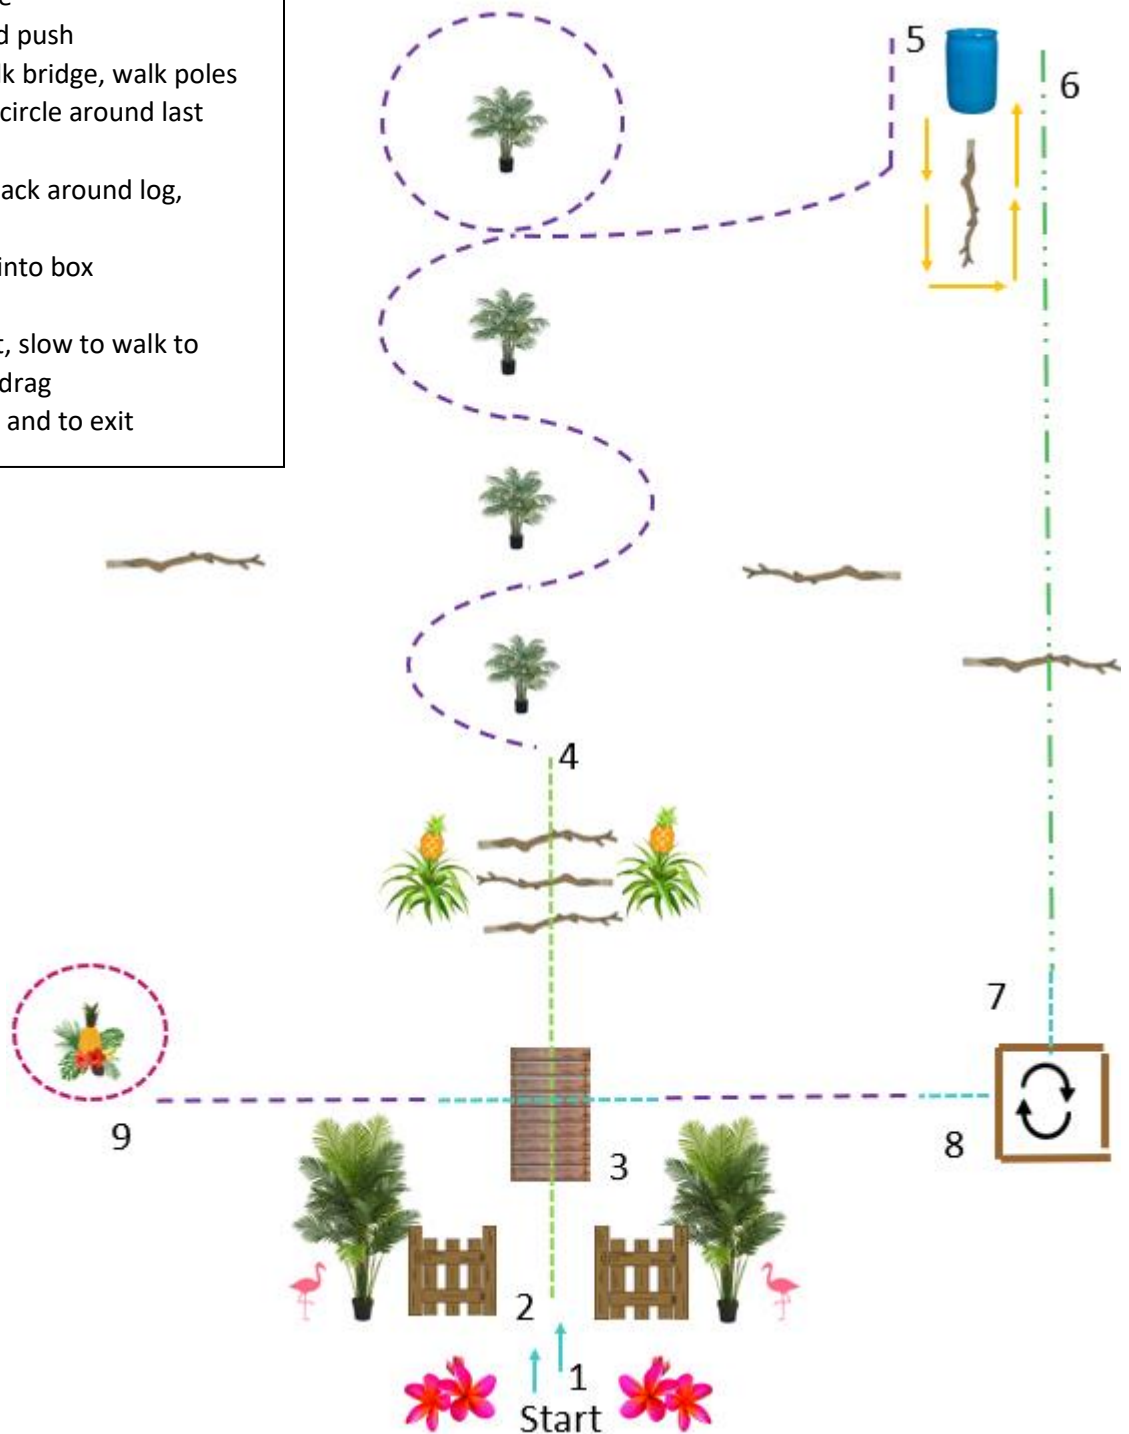 d push
lk bridge, walk poles
circle around last
ack around log,
into box
, slow to walk to
drag
and to exit
5
6
4
7
9
3
8
2
1
Start